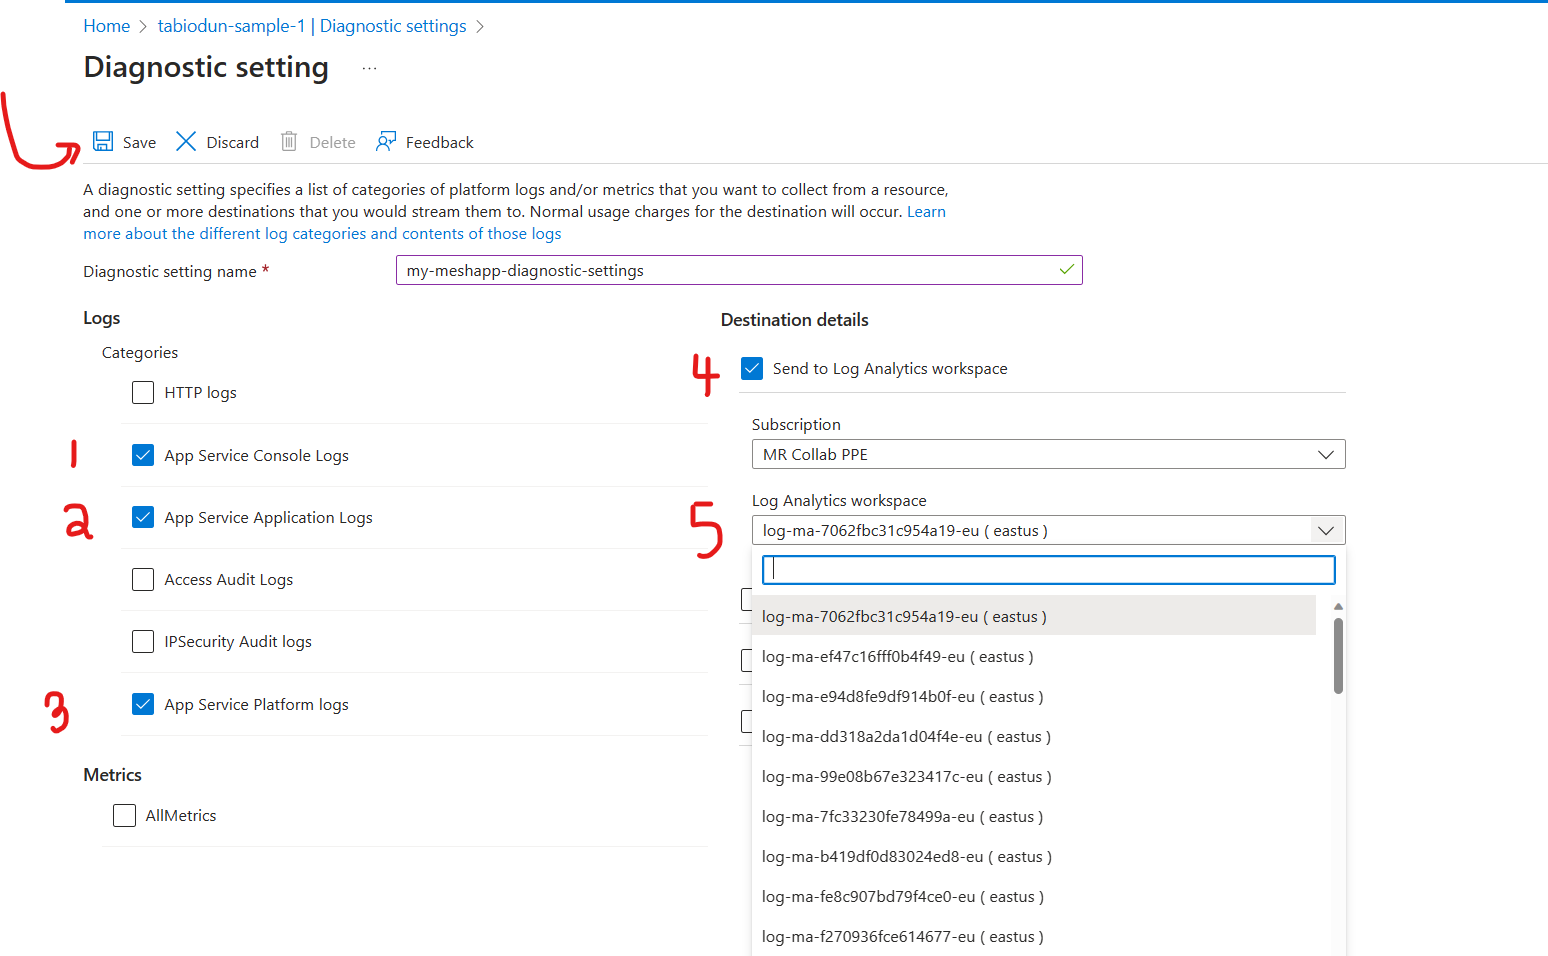 Home > tabiodun-sample-1 | Diagnostic settings >
Diagnostic setting ...
Save Discard Delete Feedback
A diagnostic setting specifies a list of categories of platform logs and/or metrics that you want to collect from a resource,
and one or more destinations that you would stream them to. Normal usage charges for the destination will occur. Learn
more about the different log categories and contents of those logs
Diagnostic setting name *
my-meshapp-diagnostic-settings
Logs
Categories
HTTP logs
1
App Service Console Logs
2
App Service Application Logs
Access Audit Logs
IPSecurity Audit logs
3
App Service Platform logs
Metrics
AllMetrics
Destination details
4
Send to Log Analytics workspace
Subscription
MR Collab PPE
Log Analytics workspace
5
log-ma-7062fbc31c954a19-eu ( eastus )
log-ma-7062fbc31c954a19-eu ( eastus )
log-ma-ef47c16fff0b4f49-eu ( eastus )
log-ma-e94d8fe9df914b0f-eu ( eastus )
log-ma-dd318a2da1d04f4e-eu ( eastus )
log-ma-99e08b67e323417c-eu ( eastus )
log-ma-7fc33230fe78499a-eu ( eastus )
log-ma-b419df0d83024ed8-eu ( eastus )
log-ma-fe8c907bd79f4ce0-eu ( eastus )
log-ma-f270936fce614677-eu ( eastus )